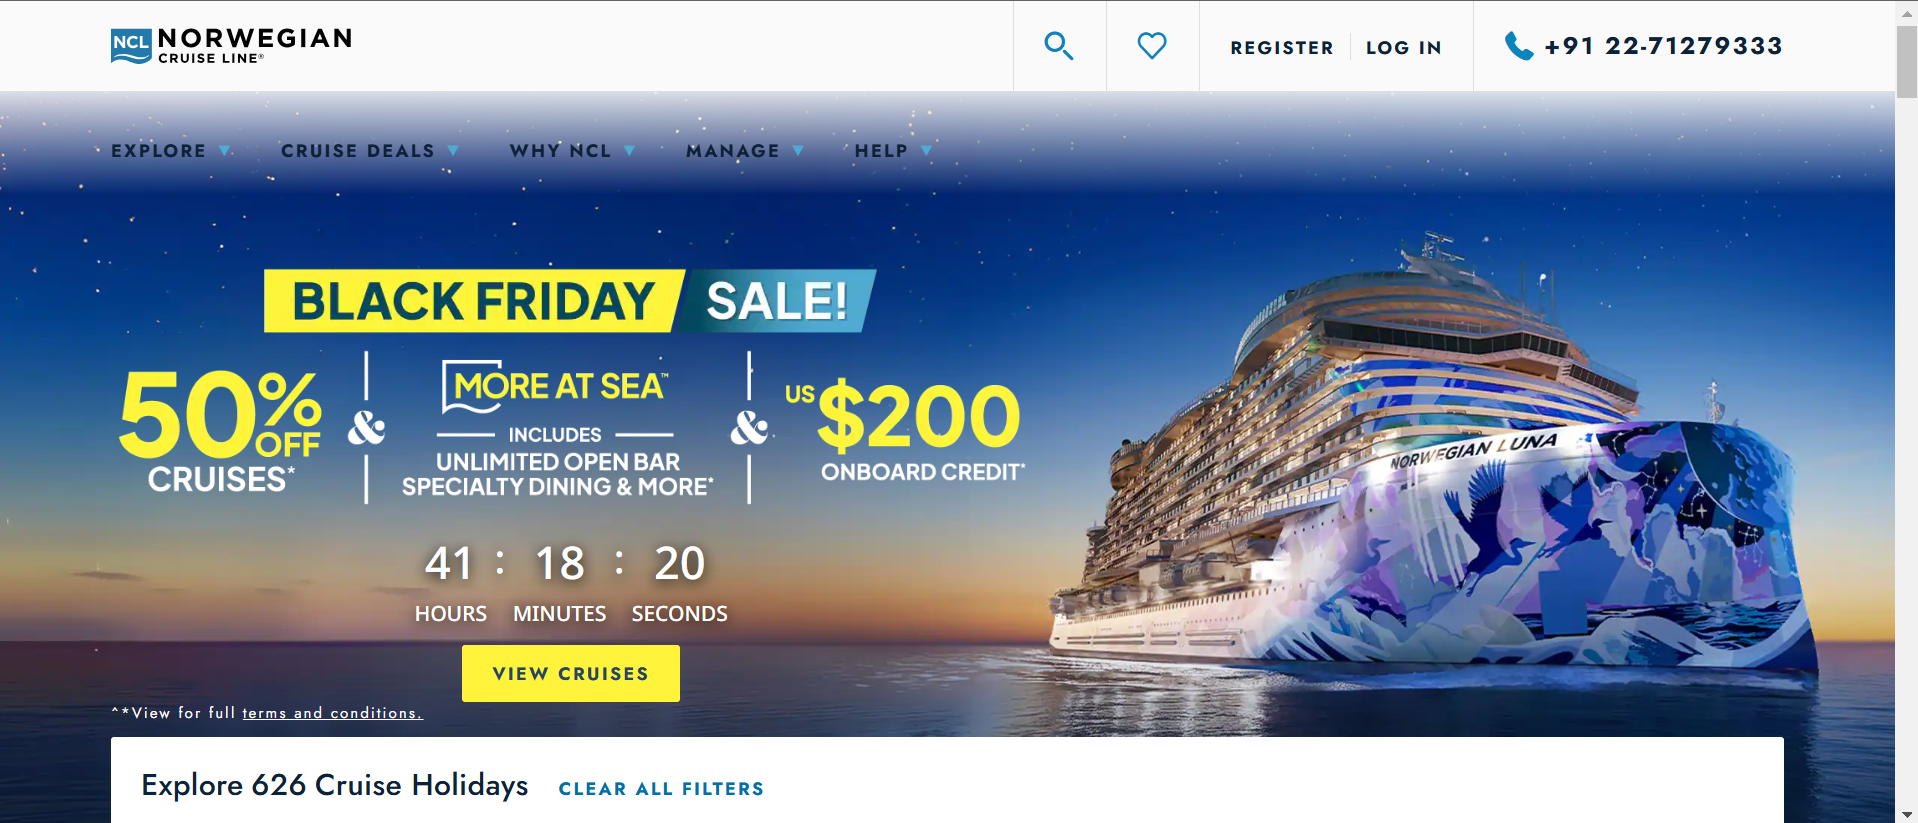 NCL NORWEGIAN
CRUISE LINE®
REGISTER LOG IN
+91 22-71279333
EXPLORE CRUISE DEALS WHY NCL MANAGE HELP
BLACK FRIDAY SALE!
50% OFF
CRUISES*
&
MORE AT SEA™
INCLUDES
UNLIMITED OPEN BAR
SPECIALTY DINING & MORE*
&
US $200
ONBOARD CREDIT*
NORWEGIAN LUNA
41 : 18 : 20
HOURS MINUTES SECONDS
VIEW CRUISES
^*View for full terms and conditions.
Explore 626 Cruise Holidays CLEAR ALL FILTERS